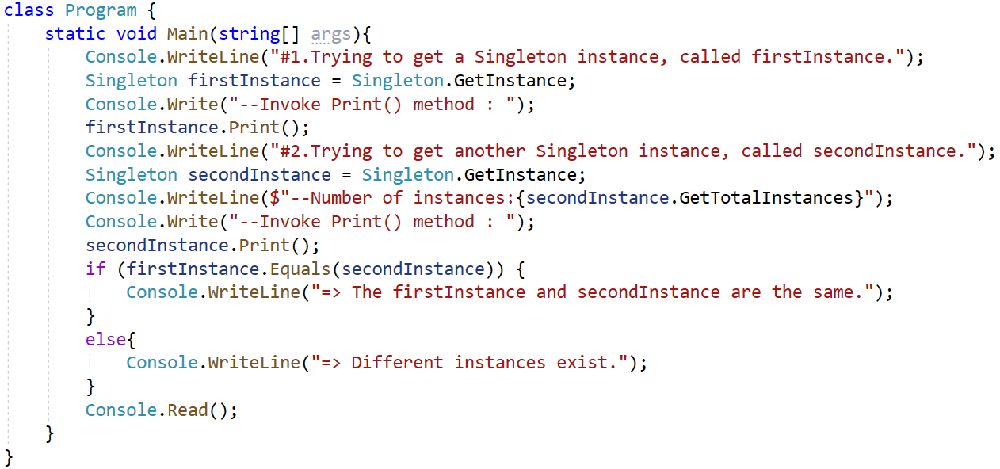 class Program {
    static void Main(string[] args){
        Console.WriteLine("#1.Trying to get a Singleton instance, called firstInstance.");
        Singleton firstInstance = Singleton.GetInstance;
        Console.Write("--Invoke Print() method : ");
        firstInstance.Print();
        Console.WriteLine("#2.Trying to get another Singleton instance, called secondInstance.");
        Singleton secondInstance = Singleton.GetInstance;
        Console.WriteLine($"--Number of instances:{secondInstance.GetTotalInstances}");
        Console.Write("--Invoke Print() method : ");
        secondInstance.Print();
        if (firstInstance.Equals(secondInstance)) {
            Console.WriteLine("=> The firstInstance and secondInstance are the same.");
        }
        else{
            Console.WriteLine("=> Different instances exist.");
        }
        Console.Read();
    }
}